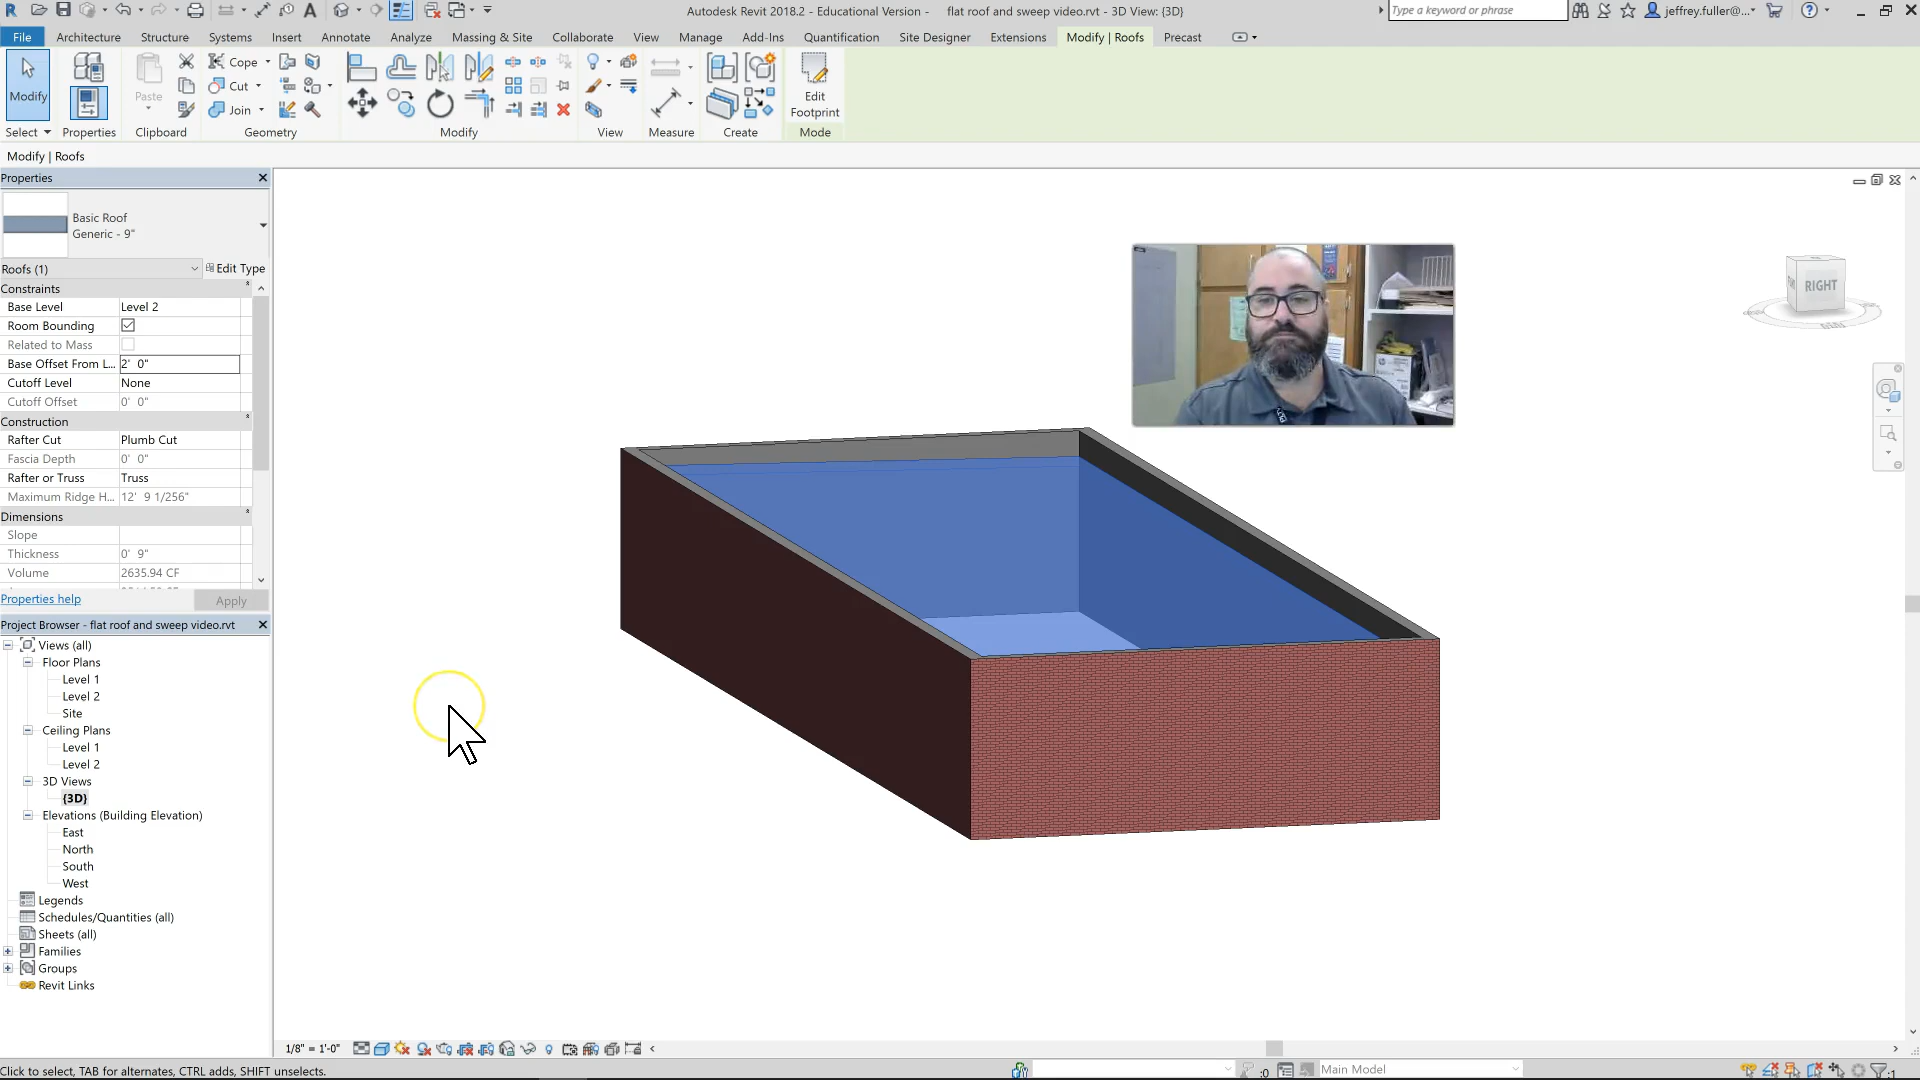 Autodesk Revit 2018.2 - Educational Version - flat roof and sweep video.rvt - 3D View: {3D}
Type a keyword or phrase
jeffrey.fuller@...
File Architecture Structure Systems Insert Annotate Analyze Massing & Site Collaborate View Manage Add-Ins Quantification Site Designer Extensions Modify | Roofs Precast
Modify
Paste
Cope
Cut
Join
Edit
Footprint
Select Properties Clipboard Geometry Modify View Measure Create Mode
Modify | Roofs
Properties
Basic Roof
Generic - 9"
Roofs (1) Edit Type
Constraints
Base Level Level 2
Room Bounding
Related to Mass
Base Offset From L... 2' 0"
Cutoff Level None
Cutoff Offset 0' 0"
Construction
Rafter Cut Plumb Cut
Fascia Depth 0' 0"
Rafter or Truss Truss
Maximum Ridge H... 12' 9 1/256"
Dimensions
Slope
Thickness 0' 9"
Volume 2635.94 CF
Properties help Apply
Project Browser - flat roof and sweep video.rvt
Views (all)
Floor Plans
Level 1
Level 2
Site
Ceiling Plans
Level 1
Level 2
3D Views
{3D}
Elevations (Building Elevation)
East
North
South
West
Legends
Schedules/Quantities (all)
Sheets (all)
Families
Groups
Revit Links
RIGHT
1/8" = 1'-0"
Click to select, TAB for alternates, CTRL adds, SHIFT unselects.
:0
Main Model
:1